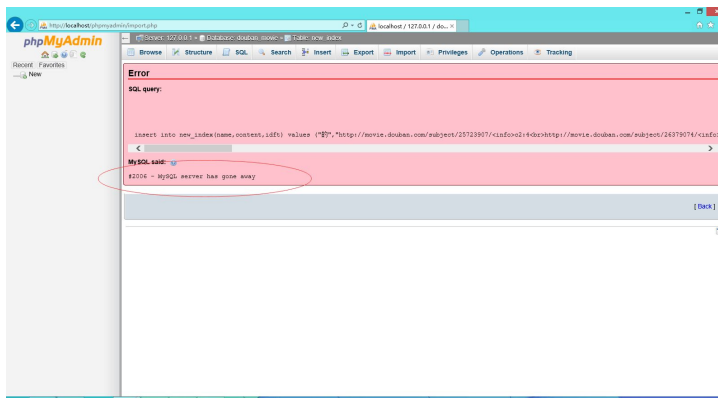 http://localhost/phpmyadmin/import.php
localhost / 127.0.0.1 / do...
phpMyAdmin
Recent Favorites
New
Server: 127.0.0.1 » Database: douban_movie » Table: new_index
Browse Structure SQL Search Insert Export Import Privileges Operations Tracking
Error
SQL query:
insert into new_index(name,content,idft) values ("的","http://movie.douban.com/subject/25723907/<info>c2:4<br>http://movie.douban.com/subject/26379074/<info
MySQL said:
#2006 - MySQL server has gone away
[ Back ]